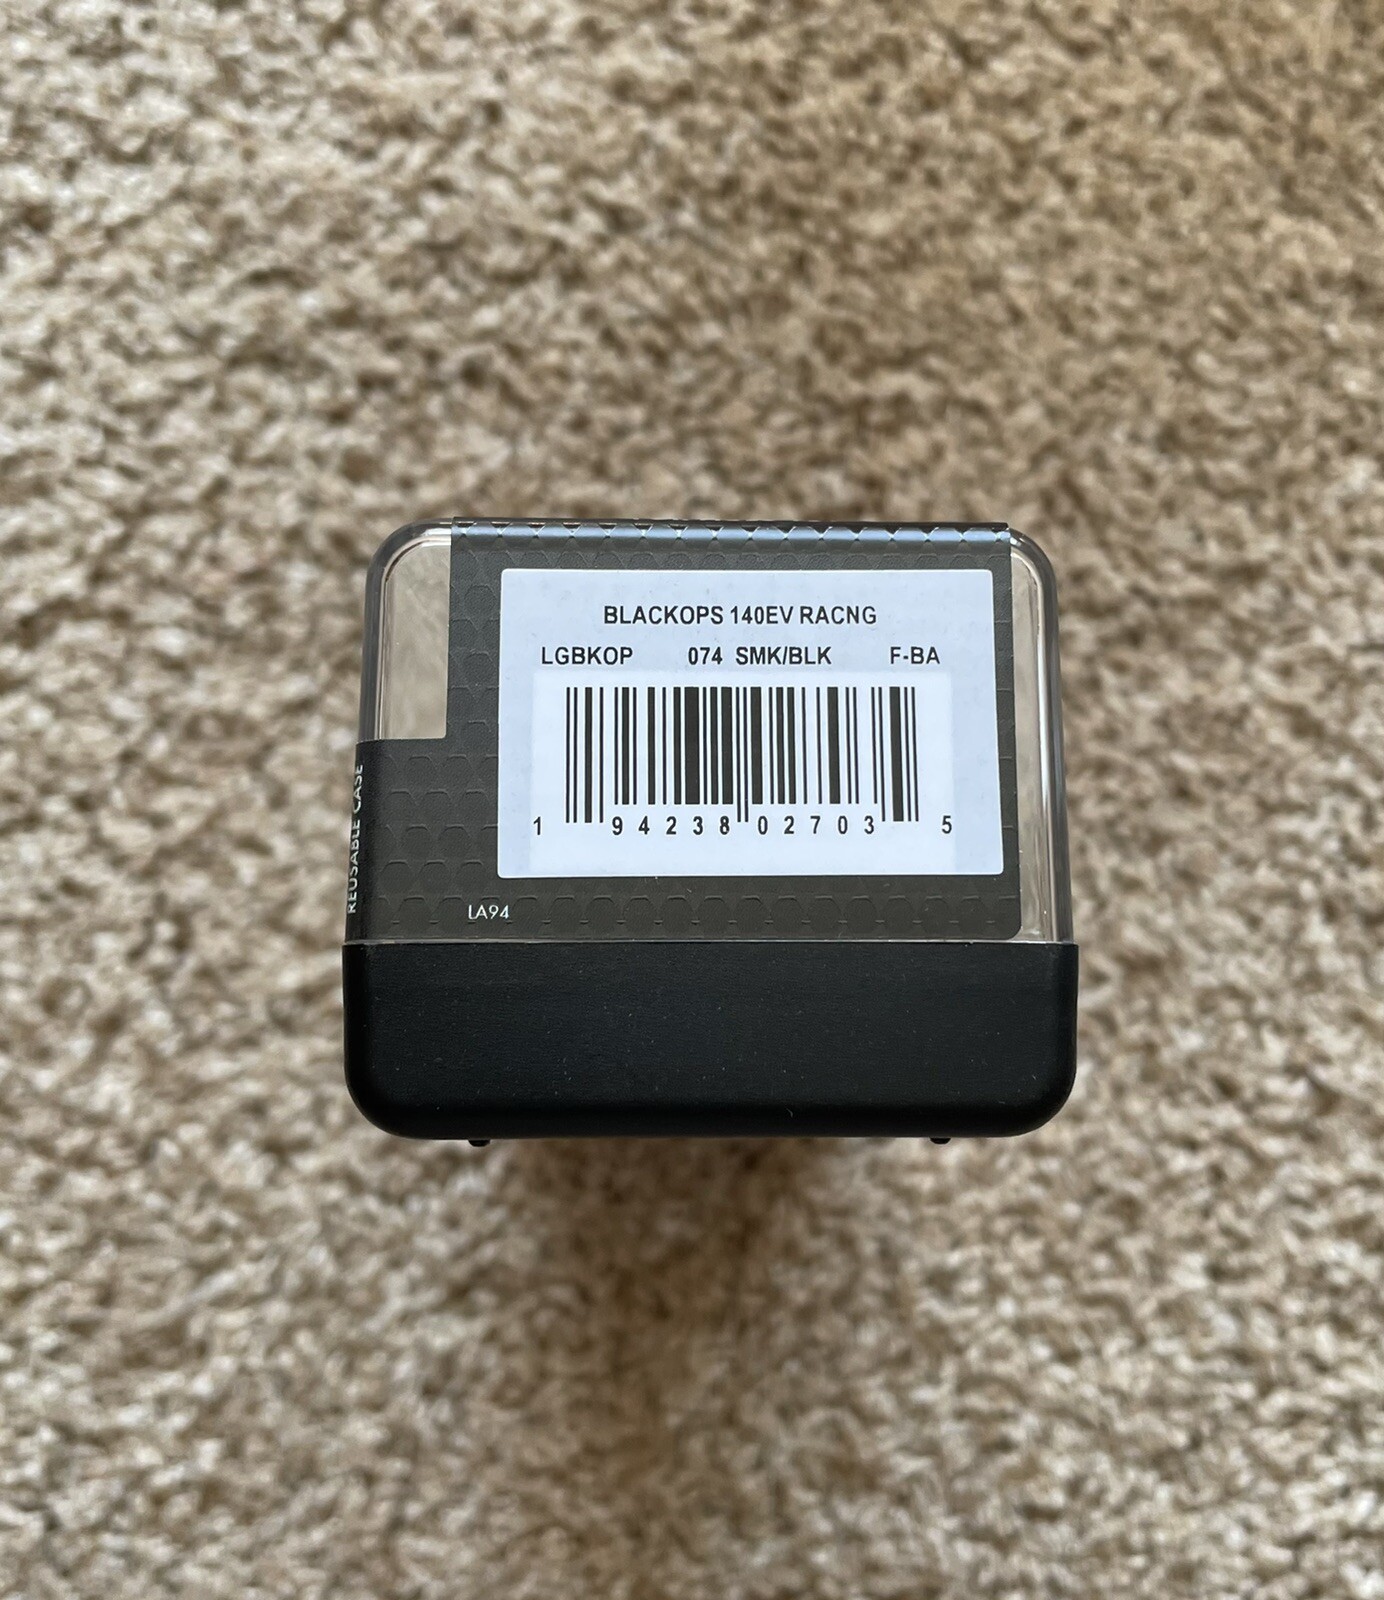 BLACKOPS 140EV RACNG
LGBKOP 074 SMK/BLK F-BA
1 94238 02703 5
REUSABLE CASE
LA94